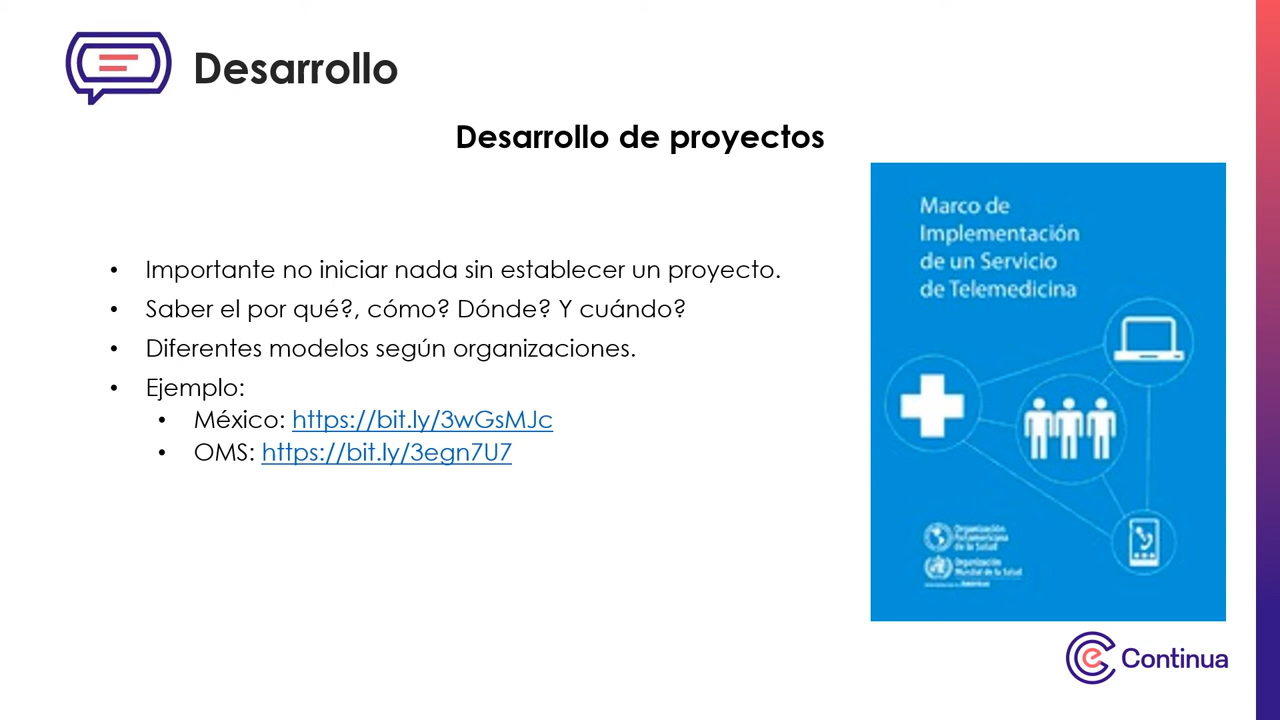 Desarrollo
Desarrollo de proyectos
• Importante no iniciar nada sin establecer un proyecto.
• Saber el por qué?, cómo? Dónde? Y cuándo?
• Diferentes modelos según organizaciones.
• Ejemplo:
• México: https://bit.ly/3wGsMJc
• OMS: https://bit.ly/3egn7U7
Marco de
Implementación
de un Servicio
de Telemedicina
Organización
Panamericana
de la Salud
Organización
Mundial de la Salud
Américas
Continua